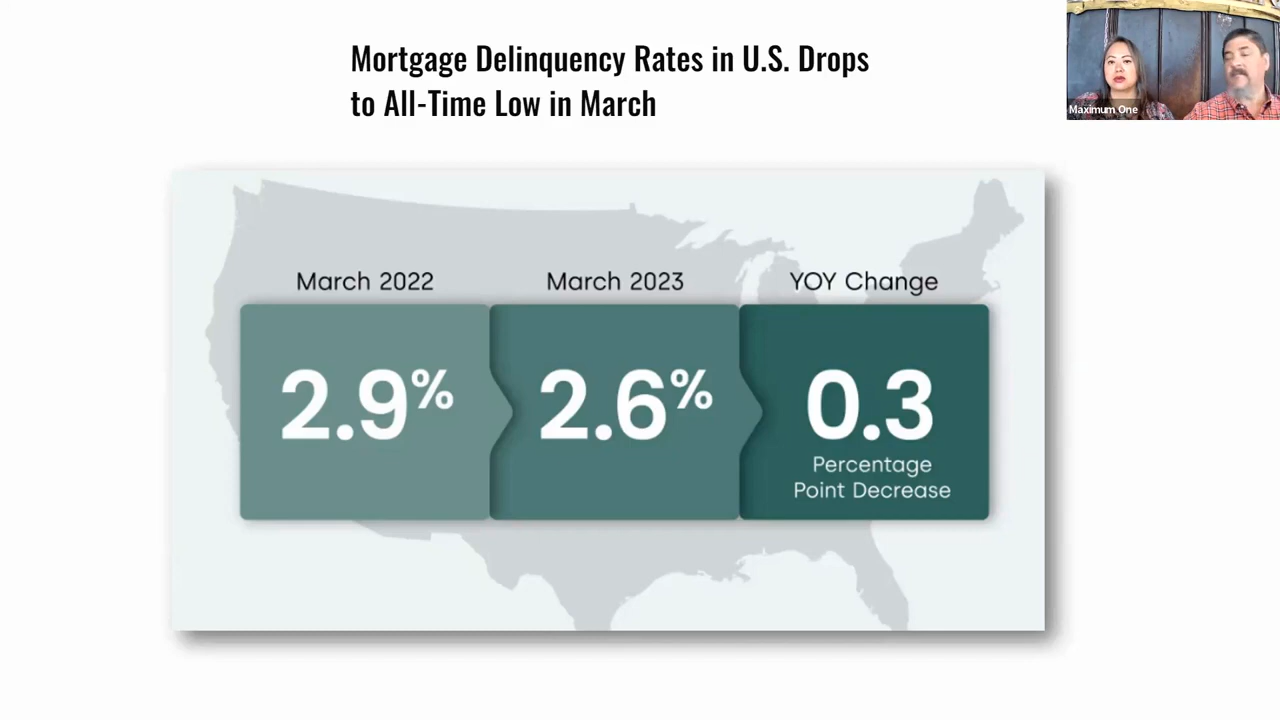 Mortgage Delinquency Rates in U.S. Drops
to All-Time Low in March
Maximum One
March 2022
March 2023
YOY Change
2.9%
2.6%
0.3
Percentage
Point Decrease